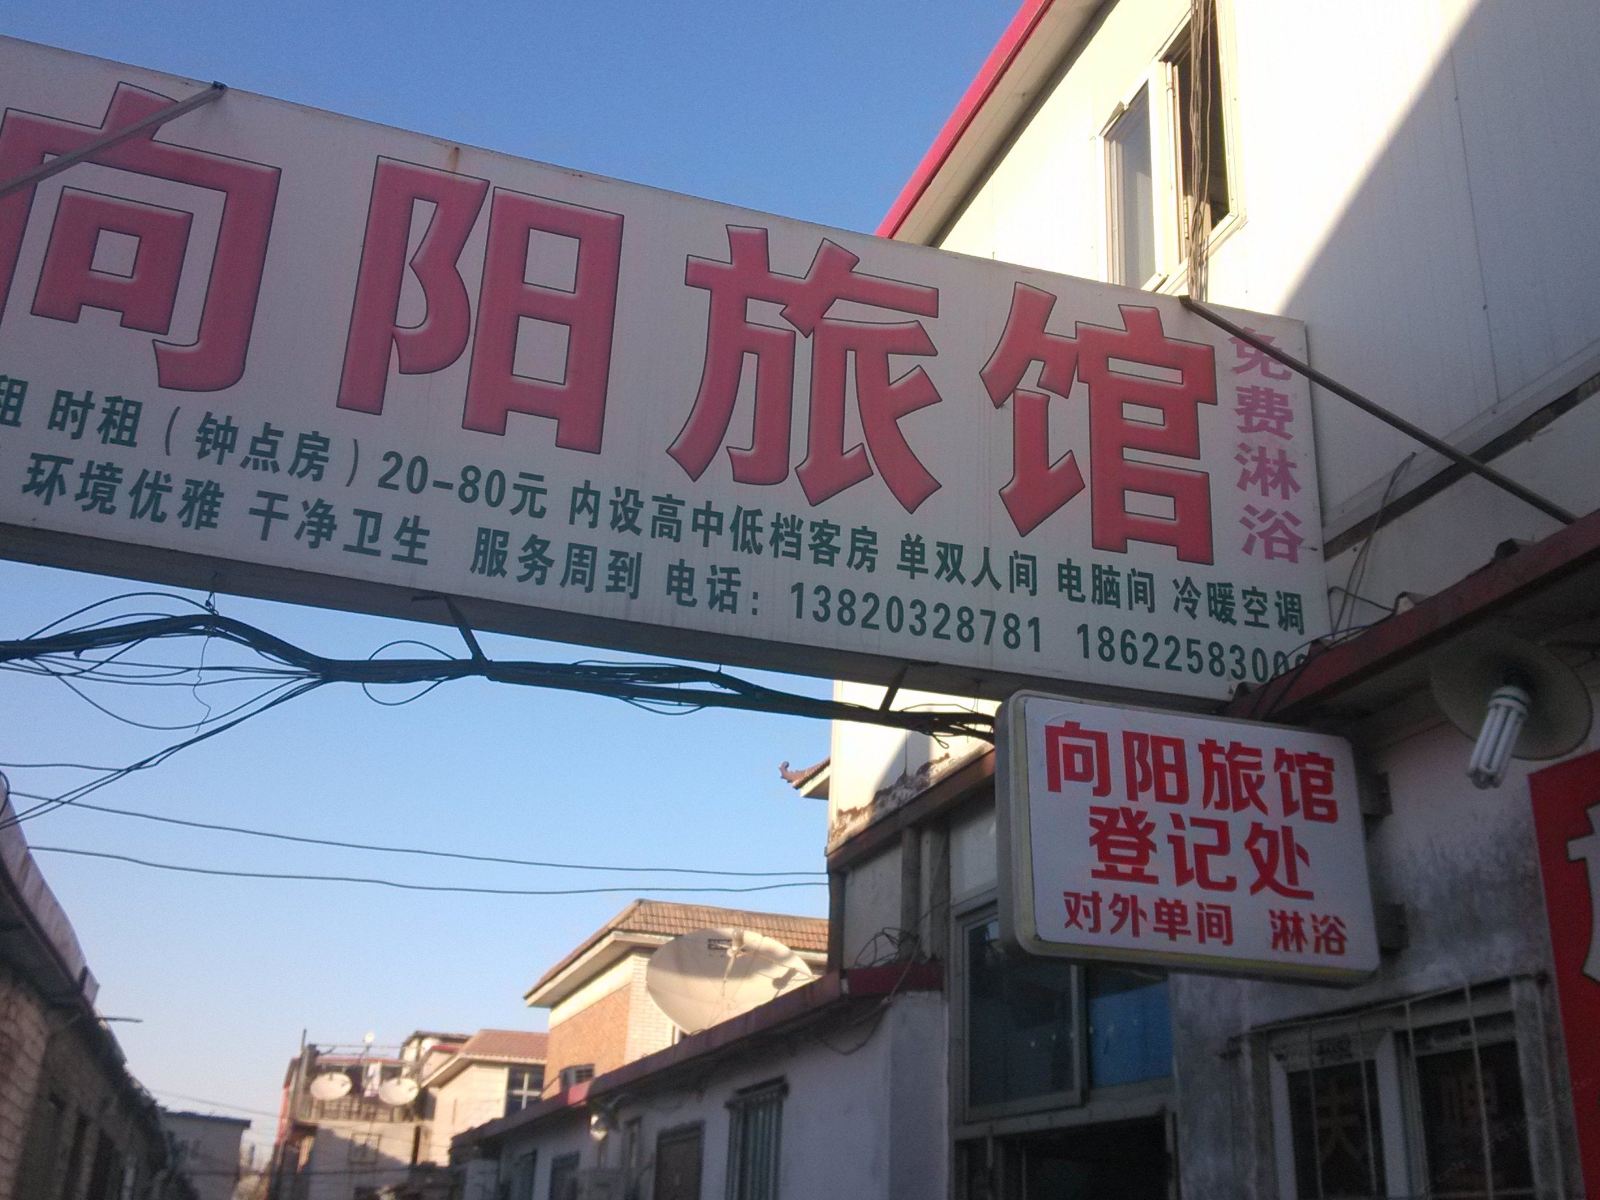 向阳旅馆
免费淋浴
租 时租（钟点房）20-80元 内设高中低档客房 单双人间 电脑间 冷暖空调
环境优雅 干净卫生 服务周到 电话：13820328781 186225830
向阳旅馆
登记处
对外单间 淋浴